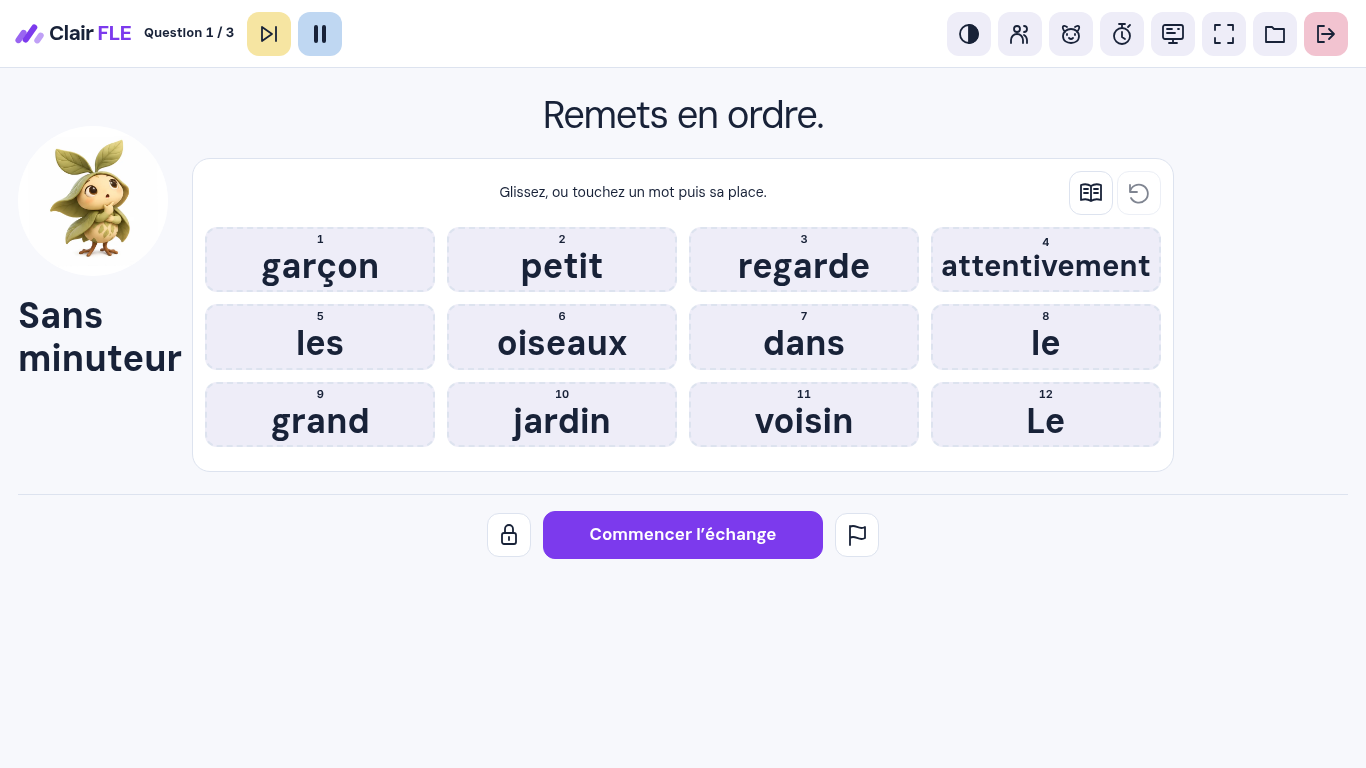 Clair FLE
Question 1 / 3
Remets en ordre.
Sans
minuteur
Glissez, ou touchez un mot puis sa place.
1
garçon
2
petit
3
regarde
4
attentivement
5
les
6
oiseaux
7
dans
8
le
9
grand
10
jardin
11
voisin
12
Le
Commencer l’échange